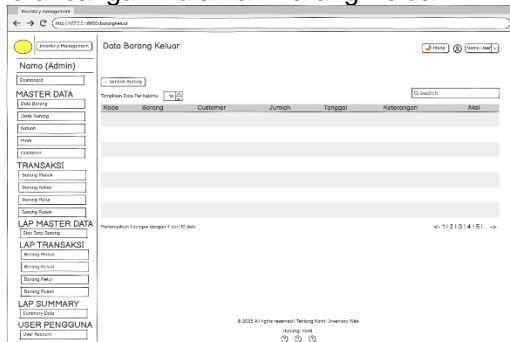 Inventory Management
http://127.0.0.1:8000/barangkeluar
Inventory Management
Data Barang Keluar
Mode
Nama User
Nama (Admin)
Dashboard
+ Tambah Barang
MASTER DATA
Tampilkan Data Per halaman 10
search
Data Barang
Kode Barang Customer Jumlah Tanggal Keterangan Aksi
Jenis Barang
Satuan
Merk
Customer
TRANSAKSI
Barang Masuk
Barang Keluar
Barang Retur
Barang Rusak
LAP MASTER DATA
Stok Data Barang
Menampilkan 1 sampai dengan 4 dari 10 data
<- 1|2|3|4|5|...->
LAP TRANSAKSI
Barang Masuk
Barang Keluar
Barang Retur
Barang Rusak
LAP SUMMARY
Summary Data
© 2025 All rights reserved | Tentang Kami | Inventory Web
USER PENGGUNA
Hubungi Kami
User Account